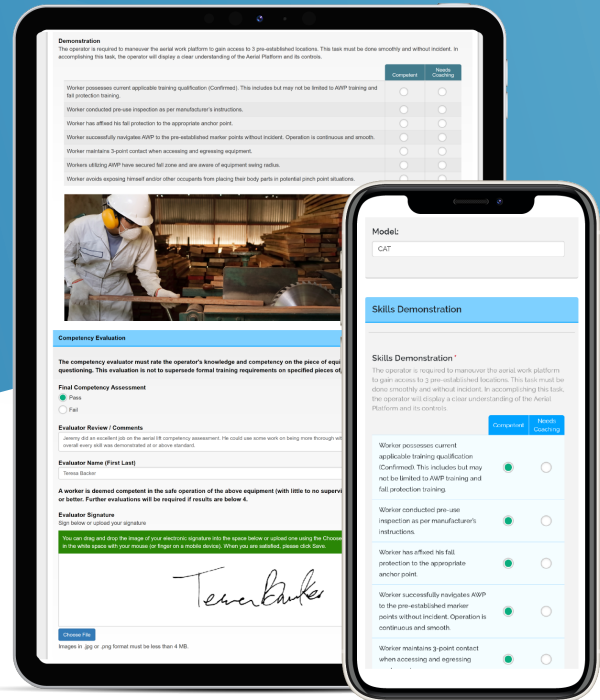 Demonstration
The operator is required to maneuver the aerial work platform to gain access to 3 pre-established locations. This task must be done smoothly and without incident. In
accomplishing this task, the operator will display a clear understanding of the Aerial Platform and its controls.
Competent
Needs
Coaching
Worker possesses current applicable training qualification (Confirmed). This includes but may not be limited to AWP training and
fall protection training.
Worker conducted pre-use inspection as per manufacturer's instructions.
Worker has affixed his fall protection to the appropriate anchor point.
Worker successfully navigates AWP to the pre-established marker points without incident. Operation is continuous and smooth.
Worker maintains 3-point contact when accessing and egressing equipment.
Workers utilizing AWP have secured fall zone and are aware of equipment swing radius.
Worker avoids exposing himself and/or other occupants from placing their body parts in potential pinch point situations.
Competency Evaluation
The competency evaluator must rate the operator's knowledge and competency on the piece of equi
questioning. This evaluation is not to supersede formal training requirements on specified pieces of
Final Competency Assessment
Pass
Fail
Evaluator Review / Comments
Jeremy did an excellent job on the aerial lift competency assessment. He could use some work on being more thorough wit
overall every skill was demonstrated at or above standard.
Evaluator Name (First Last)
Teresa Backer
A worker is deemed competent in the safe operation of the above equipment (with little to no supervi
or better. Further evaluations will be required if results are below 4.
Evaluator Signature
Sign below or upload your signature
You can drag and drop the image of your electronic signature into the space below or upload one using the Choose
in the white space with your mouse (or finger on a mobile device). When you are satisfied, please click Save.
Choose File
Images in .jpg or .png format must be less than 4 MB.
Model:
CAT
Skills Demonstration
Skills Demonstration *
The operator is required to maneuver the aerial work platform
to gain access to 3 pre-established locations. This task must be
done smoothly and without incident. In accomplishing this task,
the operator will display a clear understanding of the Aerial
Platform and its controls.
Competent
Needs
Coaching
Worker possesses current
applicable training qualification
(Confirmed). This includes but may
not be limited to AWP training and
fall protection training.
Worker conducted pre-use
inspection as per manufacturer's
instructions.
Worker has affixed his fall
protection to the appropriate
anchor point.
Worker successfully navigates AWP
to the pre-established marker
points without incident. Operation is
continuous and smooth.
Worker maintains 3-point contact
when accessing and egressing